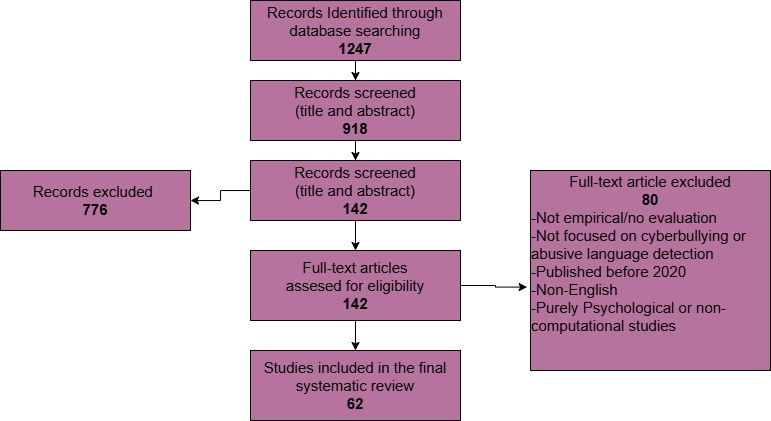 Records Identified through
database searching
1247
Records screened
(title and abstract)
918
Records screened
(title and abstract)
142
Records excluded
776
Full-text articles
assesed for eligibility
142
Full-text article excluded
80
-Not empirical/no evaluation
-Not focused on cyberbullying or
abusive language detection
-Published before 2020
-Non-English
-Purely Psychological or non-
computational studies
Studies included in the final
systematic review
62